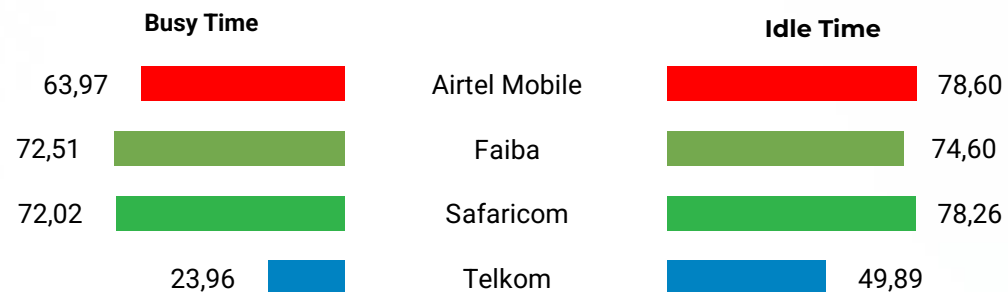 Busy Time
Idle Time
63,97 Airtel Mobile 78,60
72,51 Faiba 74,60
72,02 Safaricom 78,26
23,96 Telkom 49,89